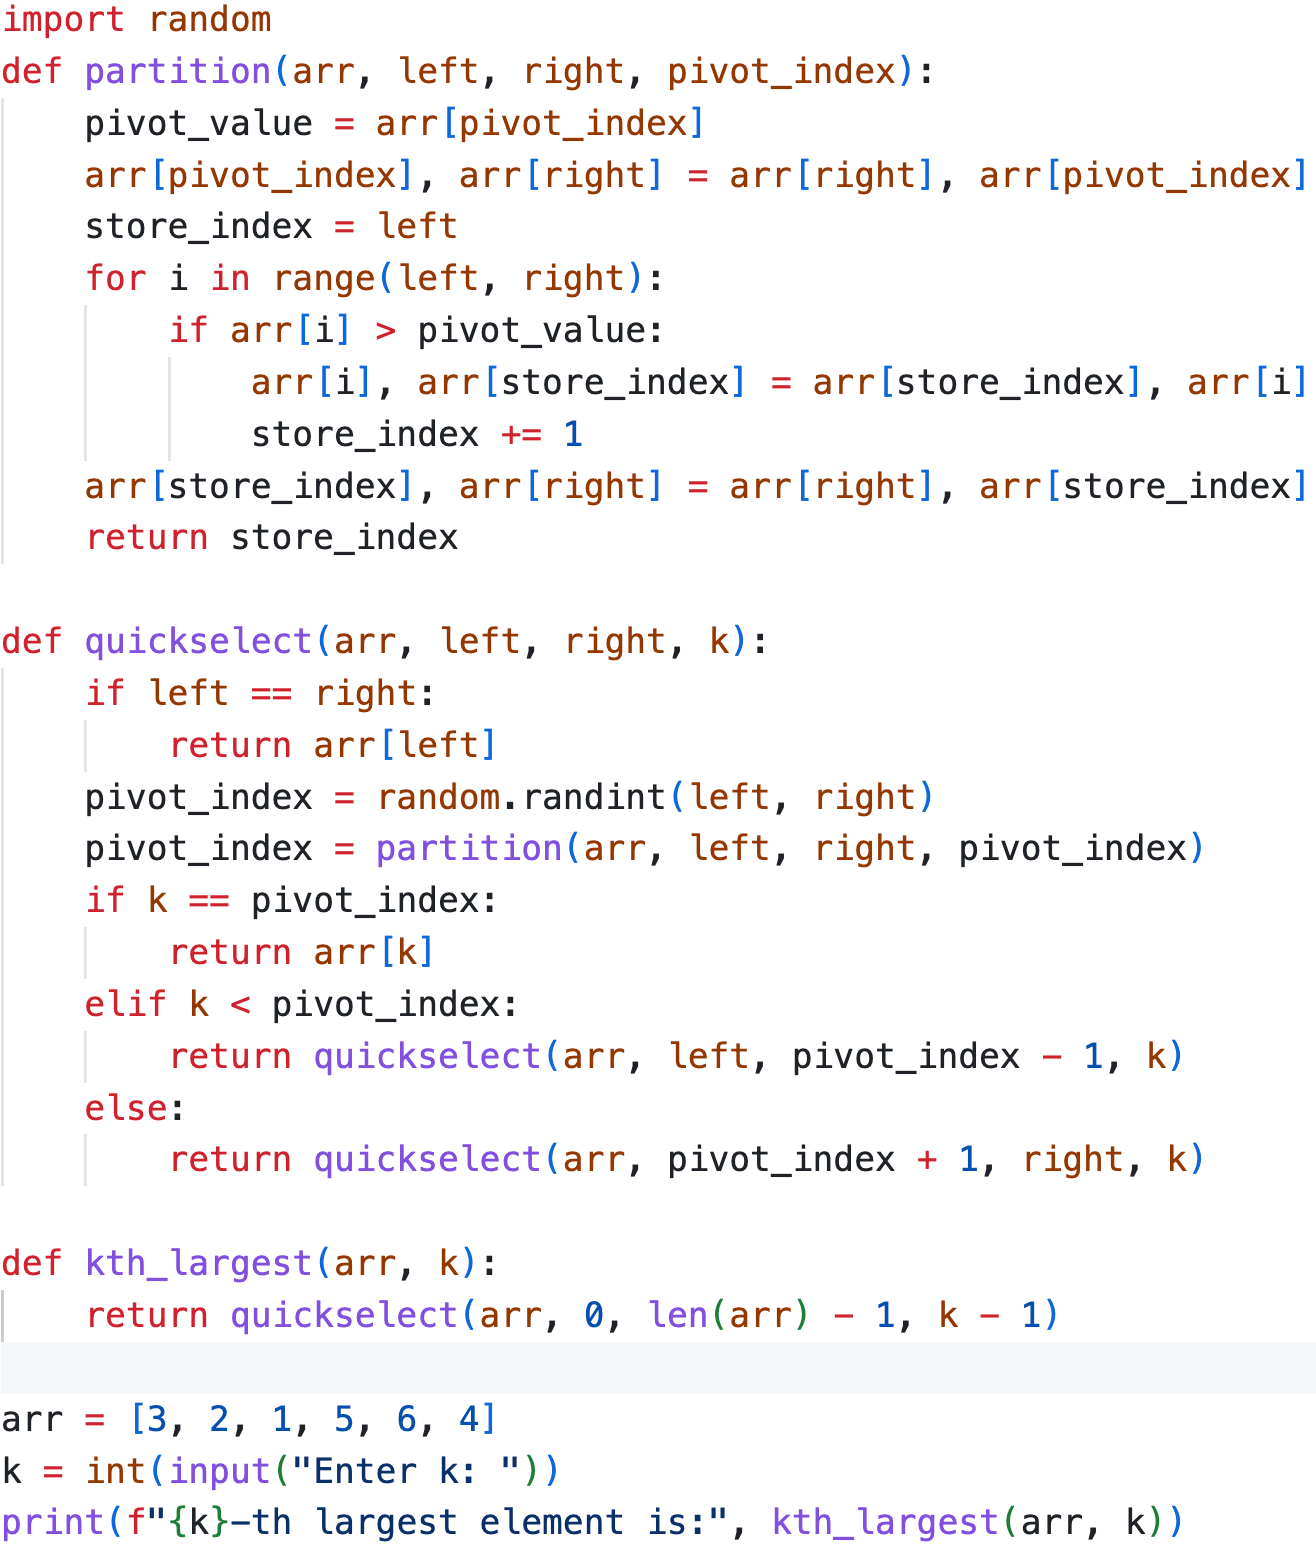 import random
def partition(arr, left, right, pivot_index):
    pivot_value = arr[pivot_index]
    arr[pivot_index], arr[right] = arr[right], arr[pivot_index]
    store_index = left
    for i in range(left, right):
        if arr[i] > pivot_value:
            arr[i], arr[store_index] = arr[store_index], arr[i]
            store_index += 1
    arr[store_index], arr[right] = arr[right], arr[store_index]
    return store_index

def quickselect(arr, left, right, k):
    if left == right:
        return arr[left]
    pivot_index = random.randint(left, right)
    pivot_index = partition(arr, left, right, pivot_index)
    if k == pivot_index:
        return arr[k]
    elif k < pivot_index:
        return quickselect(arr, left, pivot_index - 1, k)
    else:
        return quickselect(arr, pivot_index + 1, right, k)

def kth_largest(arr, k):
    return quickselect(arr, 0, len(arr) - 1, k - 1)

arr = [3, 2, 1, 5, 6, 4]
k = int(input("Enter k: "))
print(f"{k}-th largest element is:", kth_largest(arr, k))